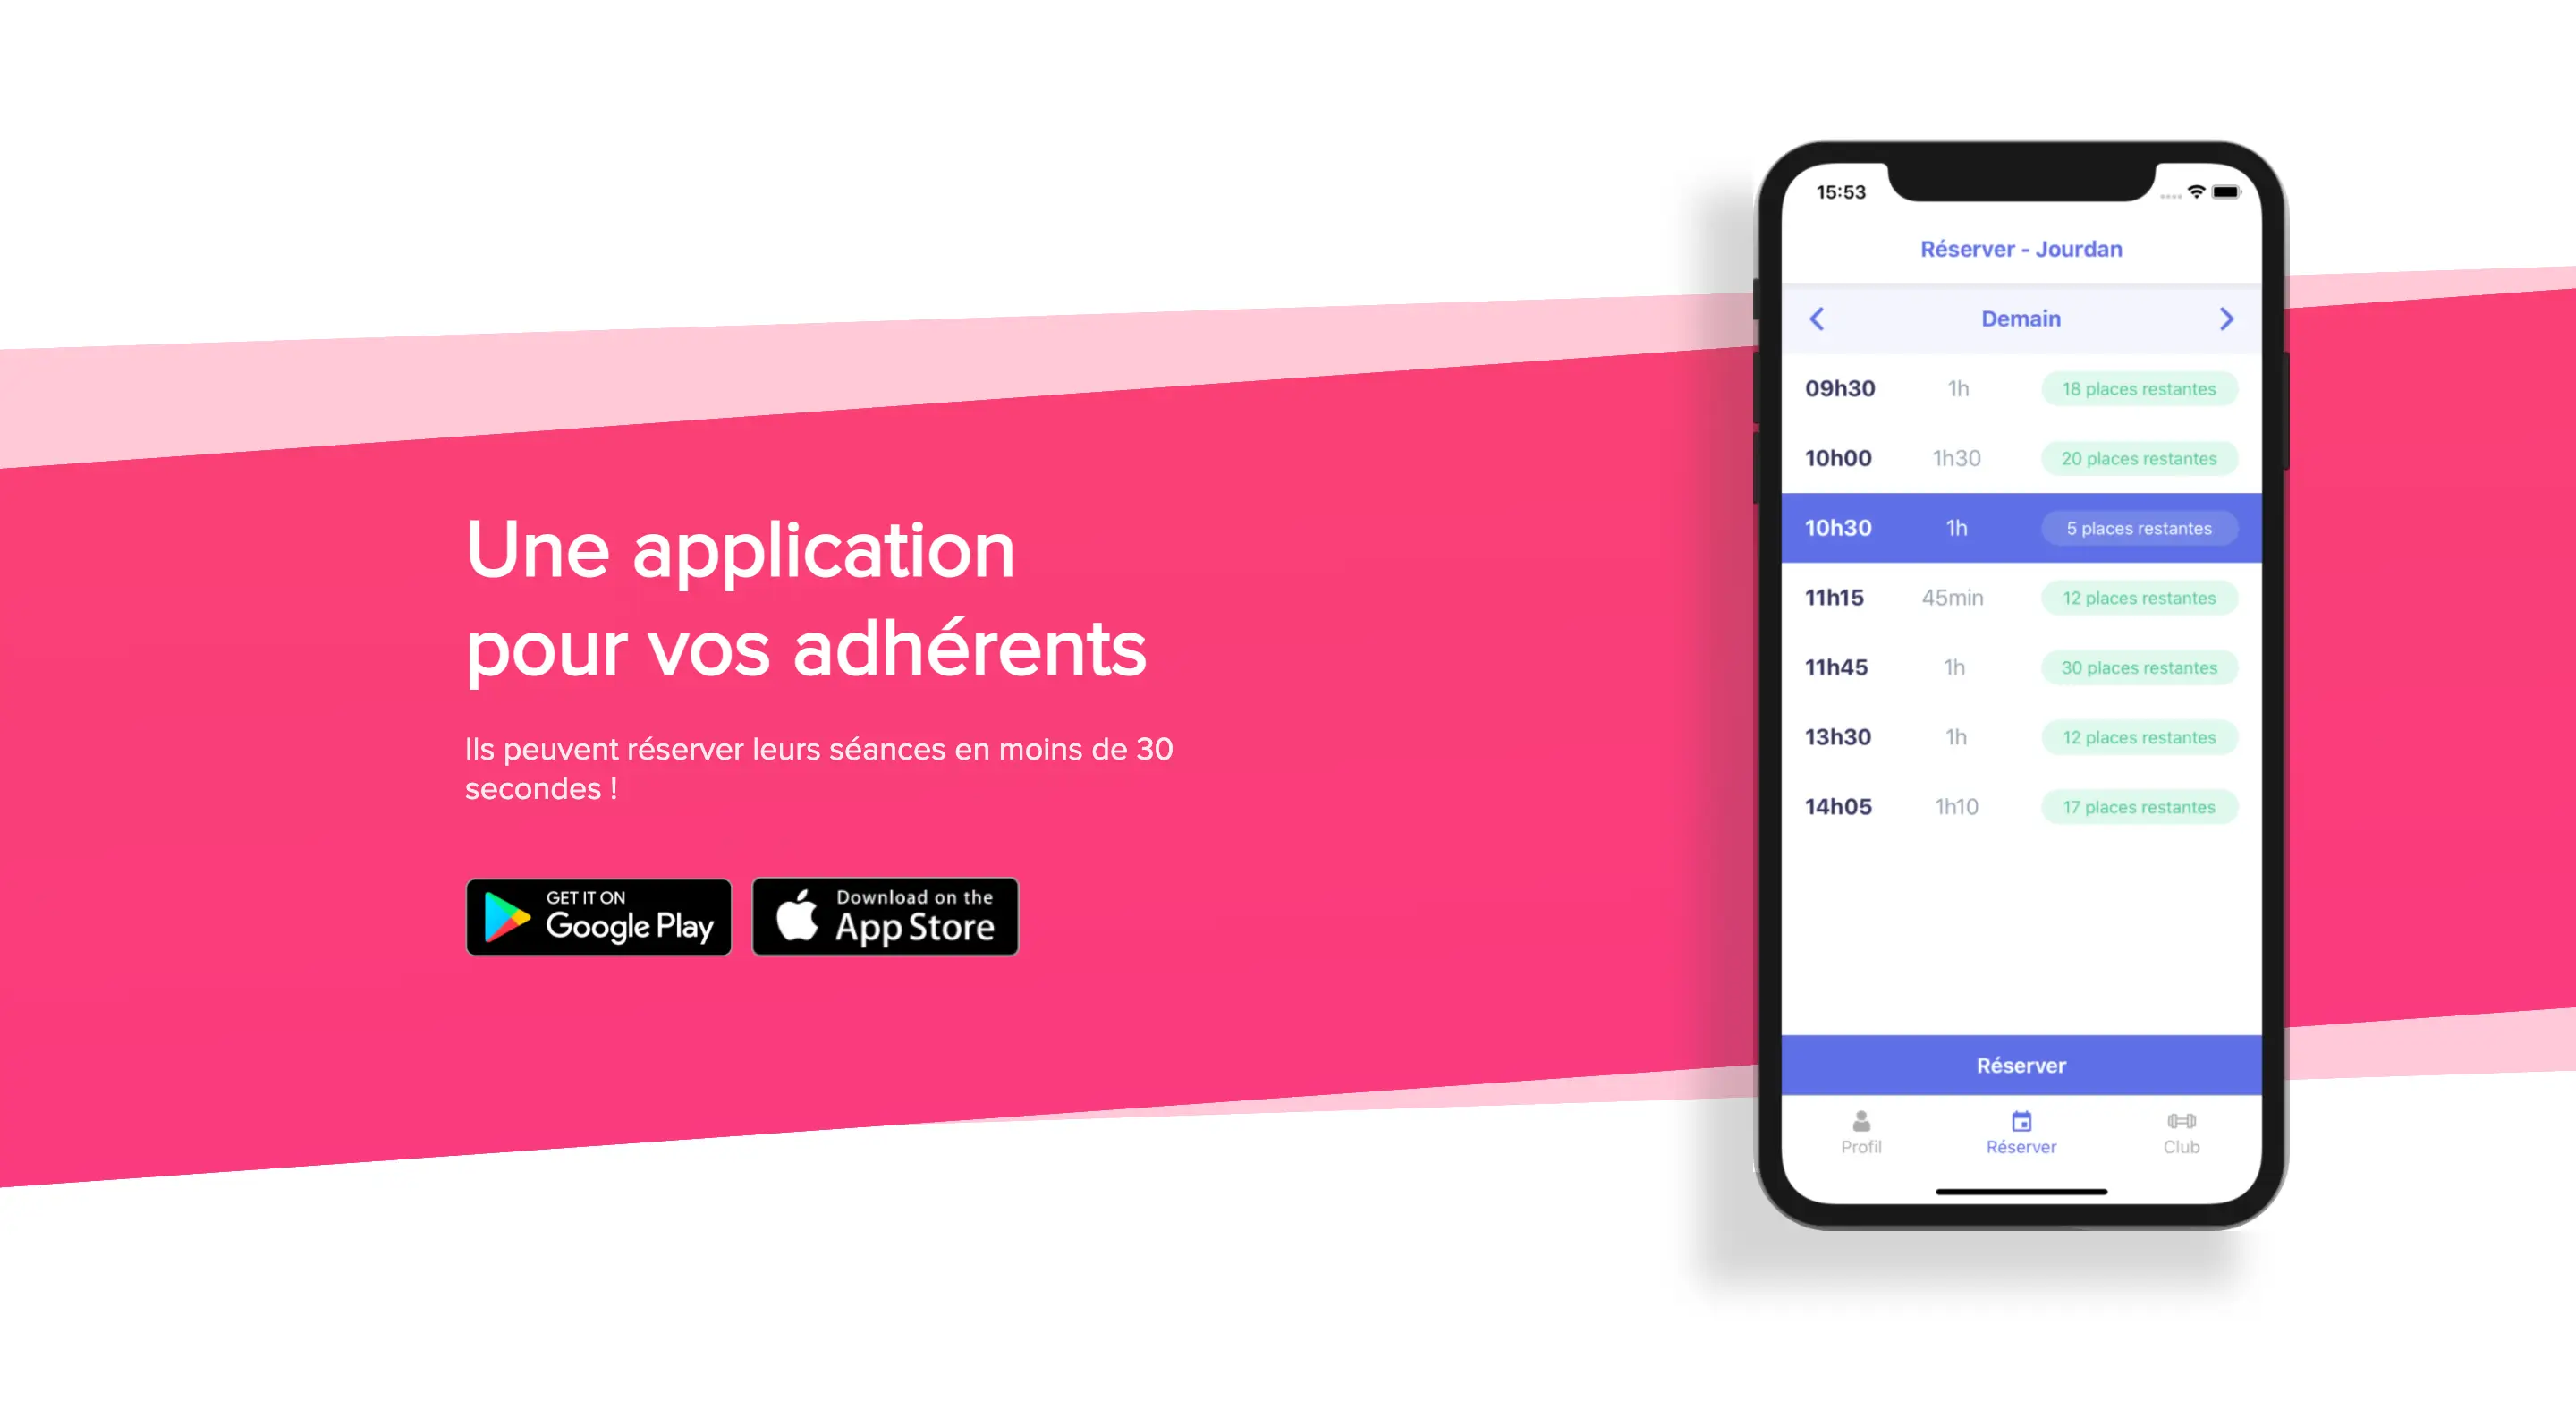 Une application
pour vos adhérents
Ils peuvent réserver leurs séances en moins de 30
secondes !
GET IT ON
Google Play
Download on the
App Store
15:53
Réserver - Jourdan
Demain
09h30 1h 18 places restantes
10h00 1h30 20 places restantes
10h30 1h 5 places restantes
11h15 45min 12 places restantes
11h45 1h 30 places restantes
13h30 1h 12 places restantes
14h05 1h10 17 places restantes
Réserver
Profil Réserver Club